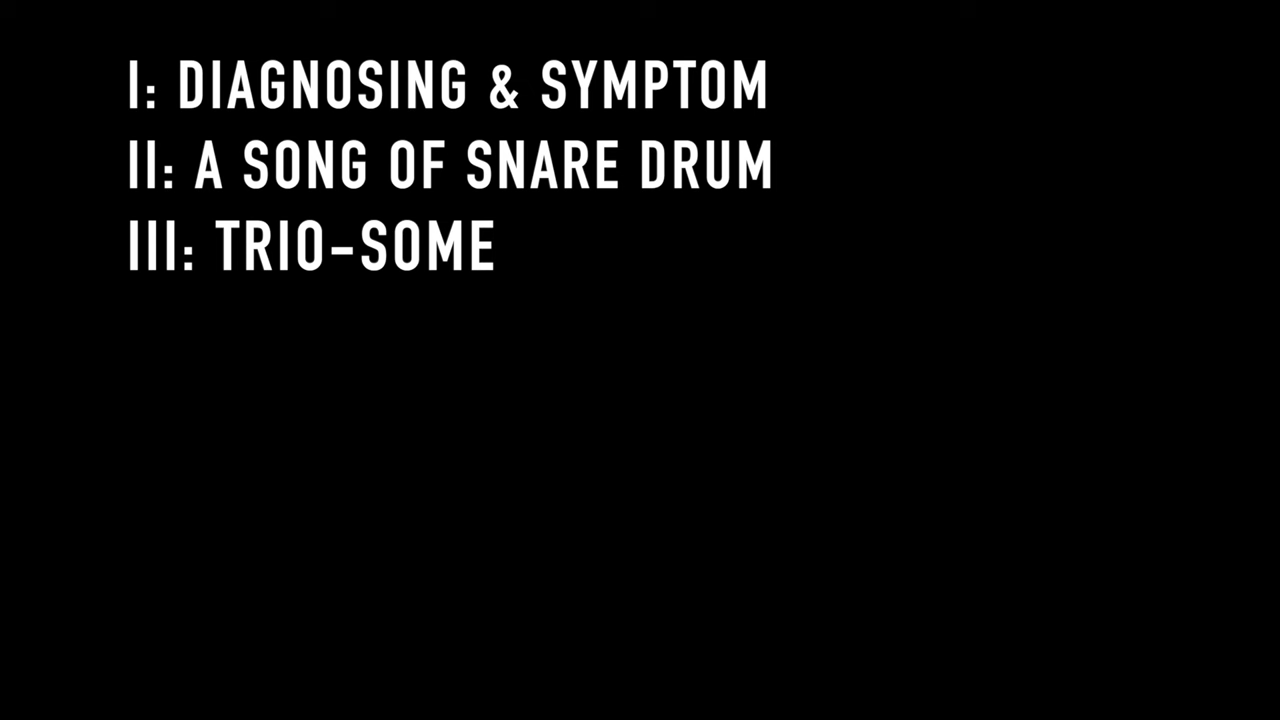 I: DIAGNOSING & SYMPTOM
II: A SONG OF SNARE DRUM
III: TRIO-SOME